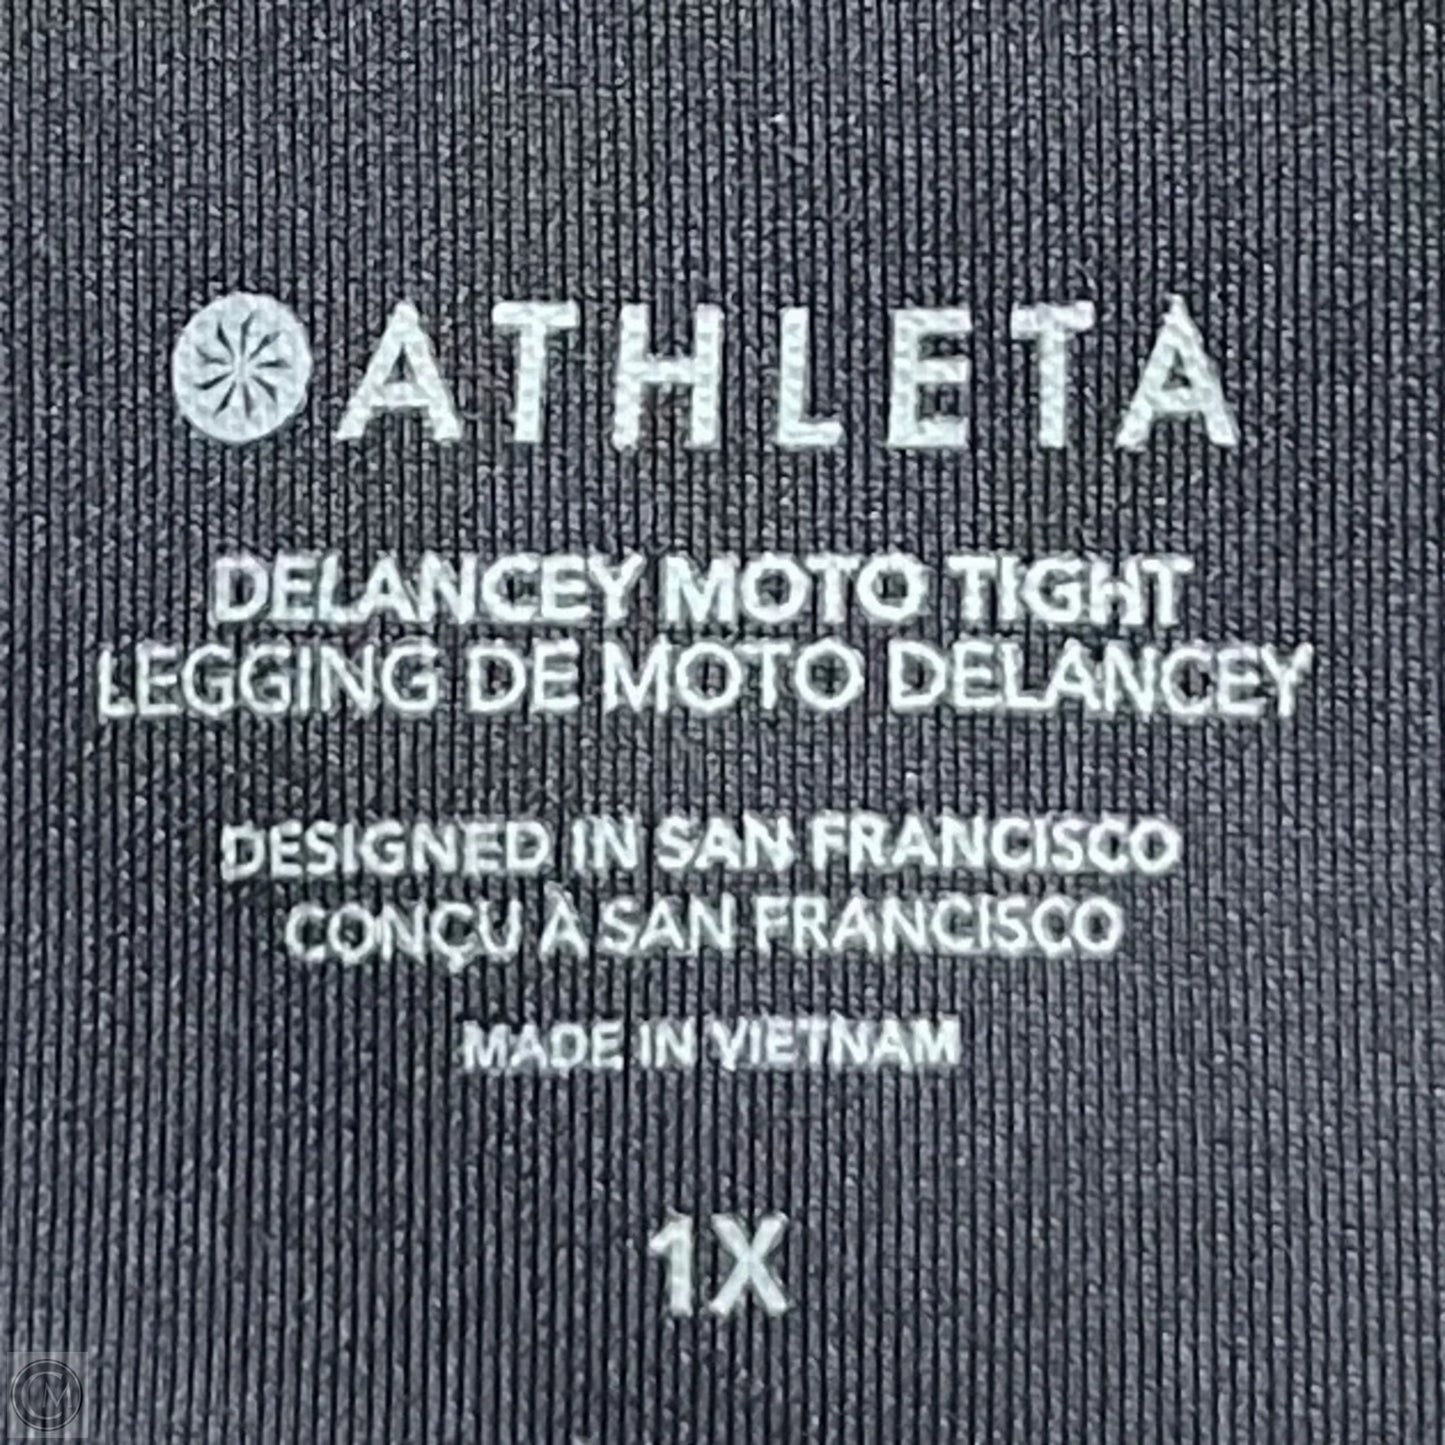 ATHLETA
DELANCEY MOTO TIGHT
LEGGING DE MOTO DELANCEY
DESIGNED IN SAN FRANCISCO
CONÇU À SAN FRANCISCO
MADE IN VIETNAM
1X
CM